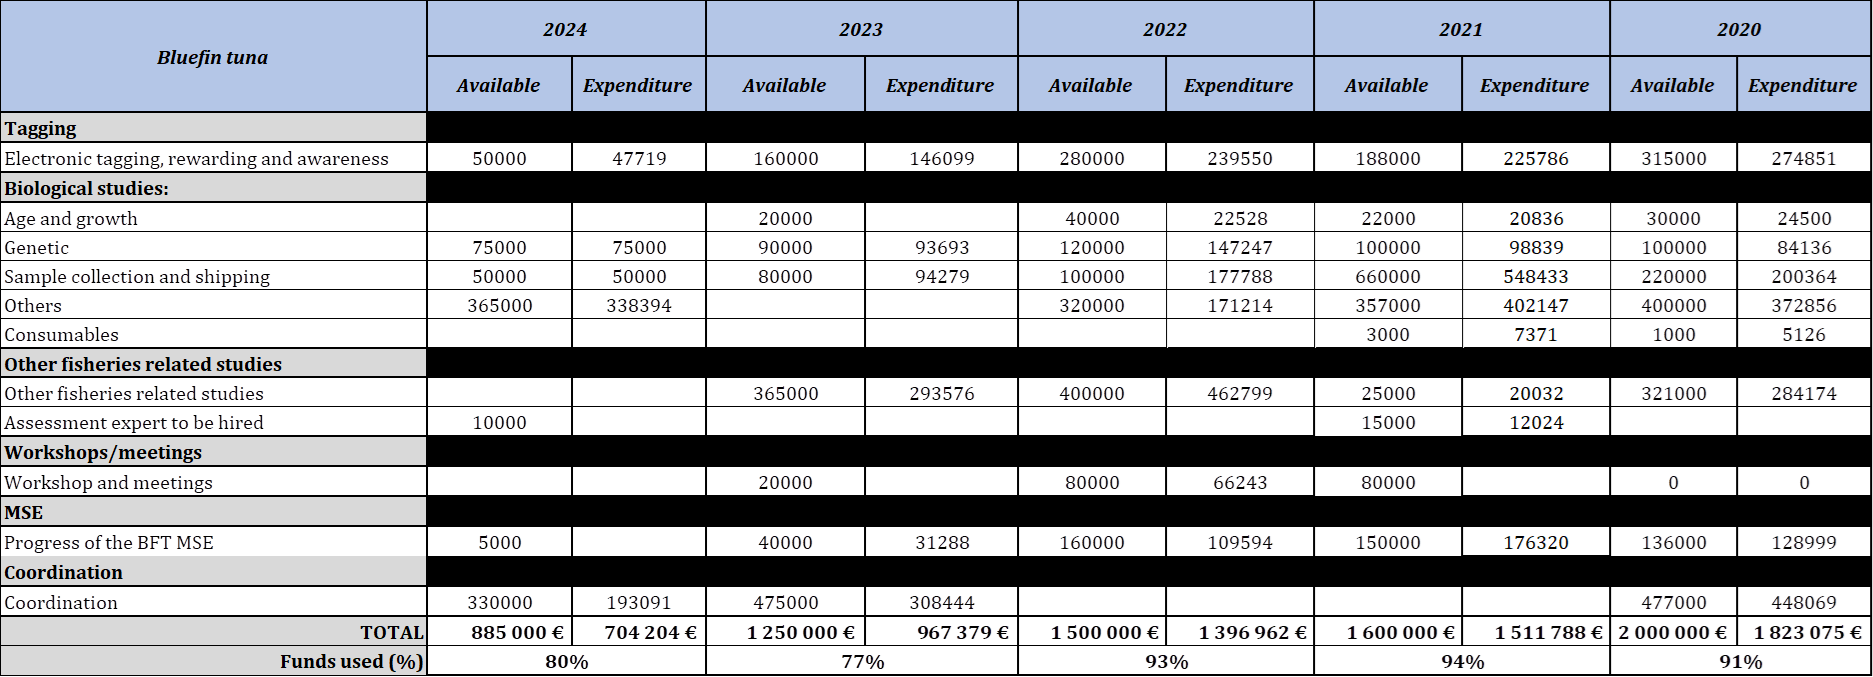 Bluefin tuna 2024 2023 2022 2021 2020
Available Expenditure Available Expenditure Available Expenditure Available Expenditure Available Expenditure
Tagging
Electronic tagging, rewarding and awareness 50000 47719 160000 146099 280000 239550 188000 225786 315000 274851
Biological studies:
Age and growth 20000 40000 22528 22000 20836 30000 24500
Genetic 75000 75000 90000 93693 120000 147247 100000 98839 100000 84136
Sample collection and shipping 50000 50000 80000 94279 100000 177788 660000 548433 220000 200364
Others 365000 338394 320000 171214 357000 402147 400000 372856
Consumables 3000 7371 1000 5126
Other fisheries related studies
Other fisheries related studies 365000 293576 400000 462799 25000 20032 321000 284174
Assessment expert to be hired 10000 15000 12024
Workshops/meetings
Workshop and meetings 20000 80000 66243 80000 0 0
MSE
Progress of the BFT MSE 5000 40000 31288 160000 109594 150000 176320 136000 128999
Coordination
Coordination 330000 193091 475000 308444 477000 448069
TOTAL 885 000 € 704 204 € 1 250 000 € 967 379 € 1 500 000 € 1 396 962 € 1 600 000 € 1 511 788 € 2 000 000 € 1 823 075 €
Funds used (%) 80% 77% 93% 94% 91%